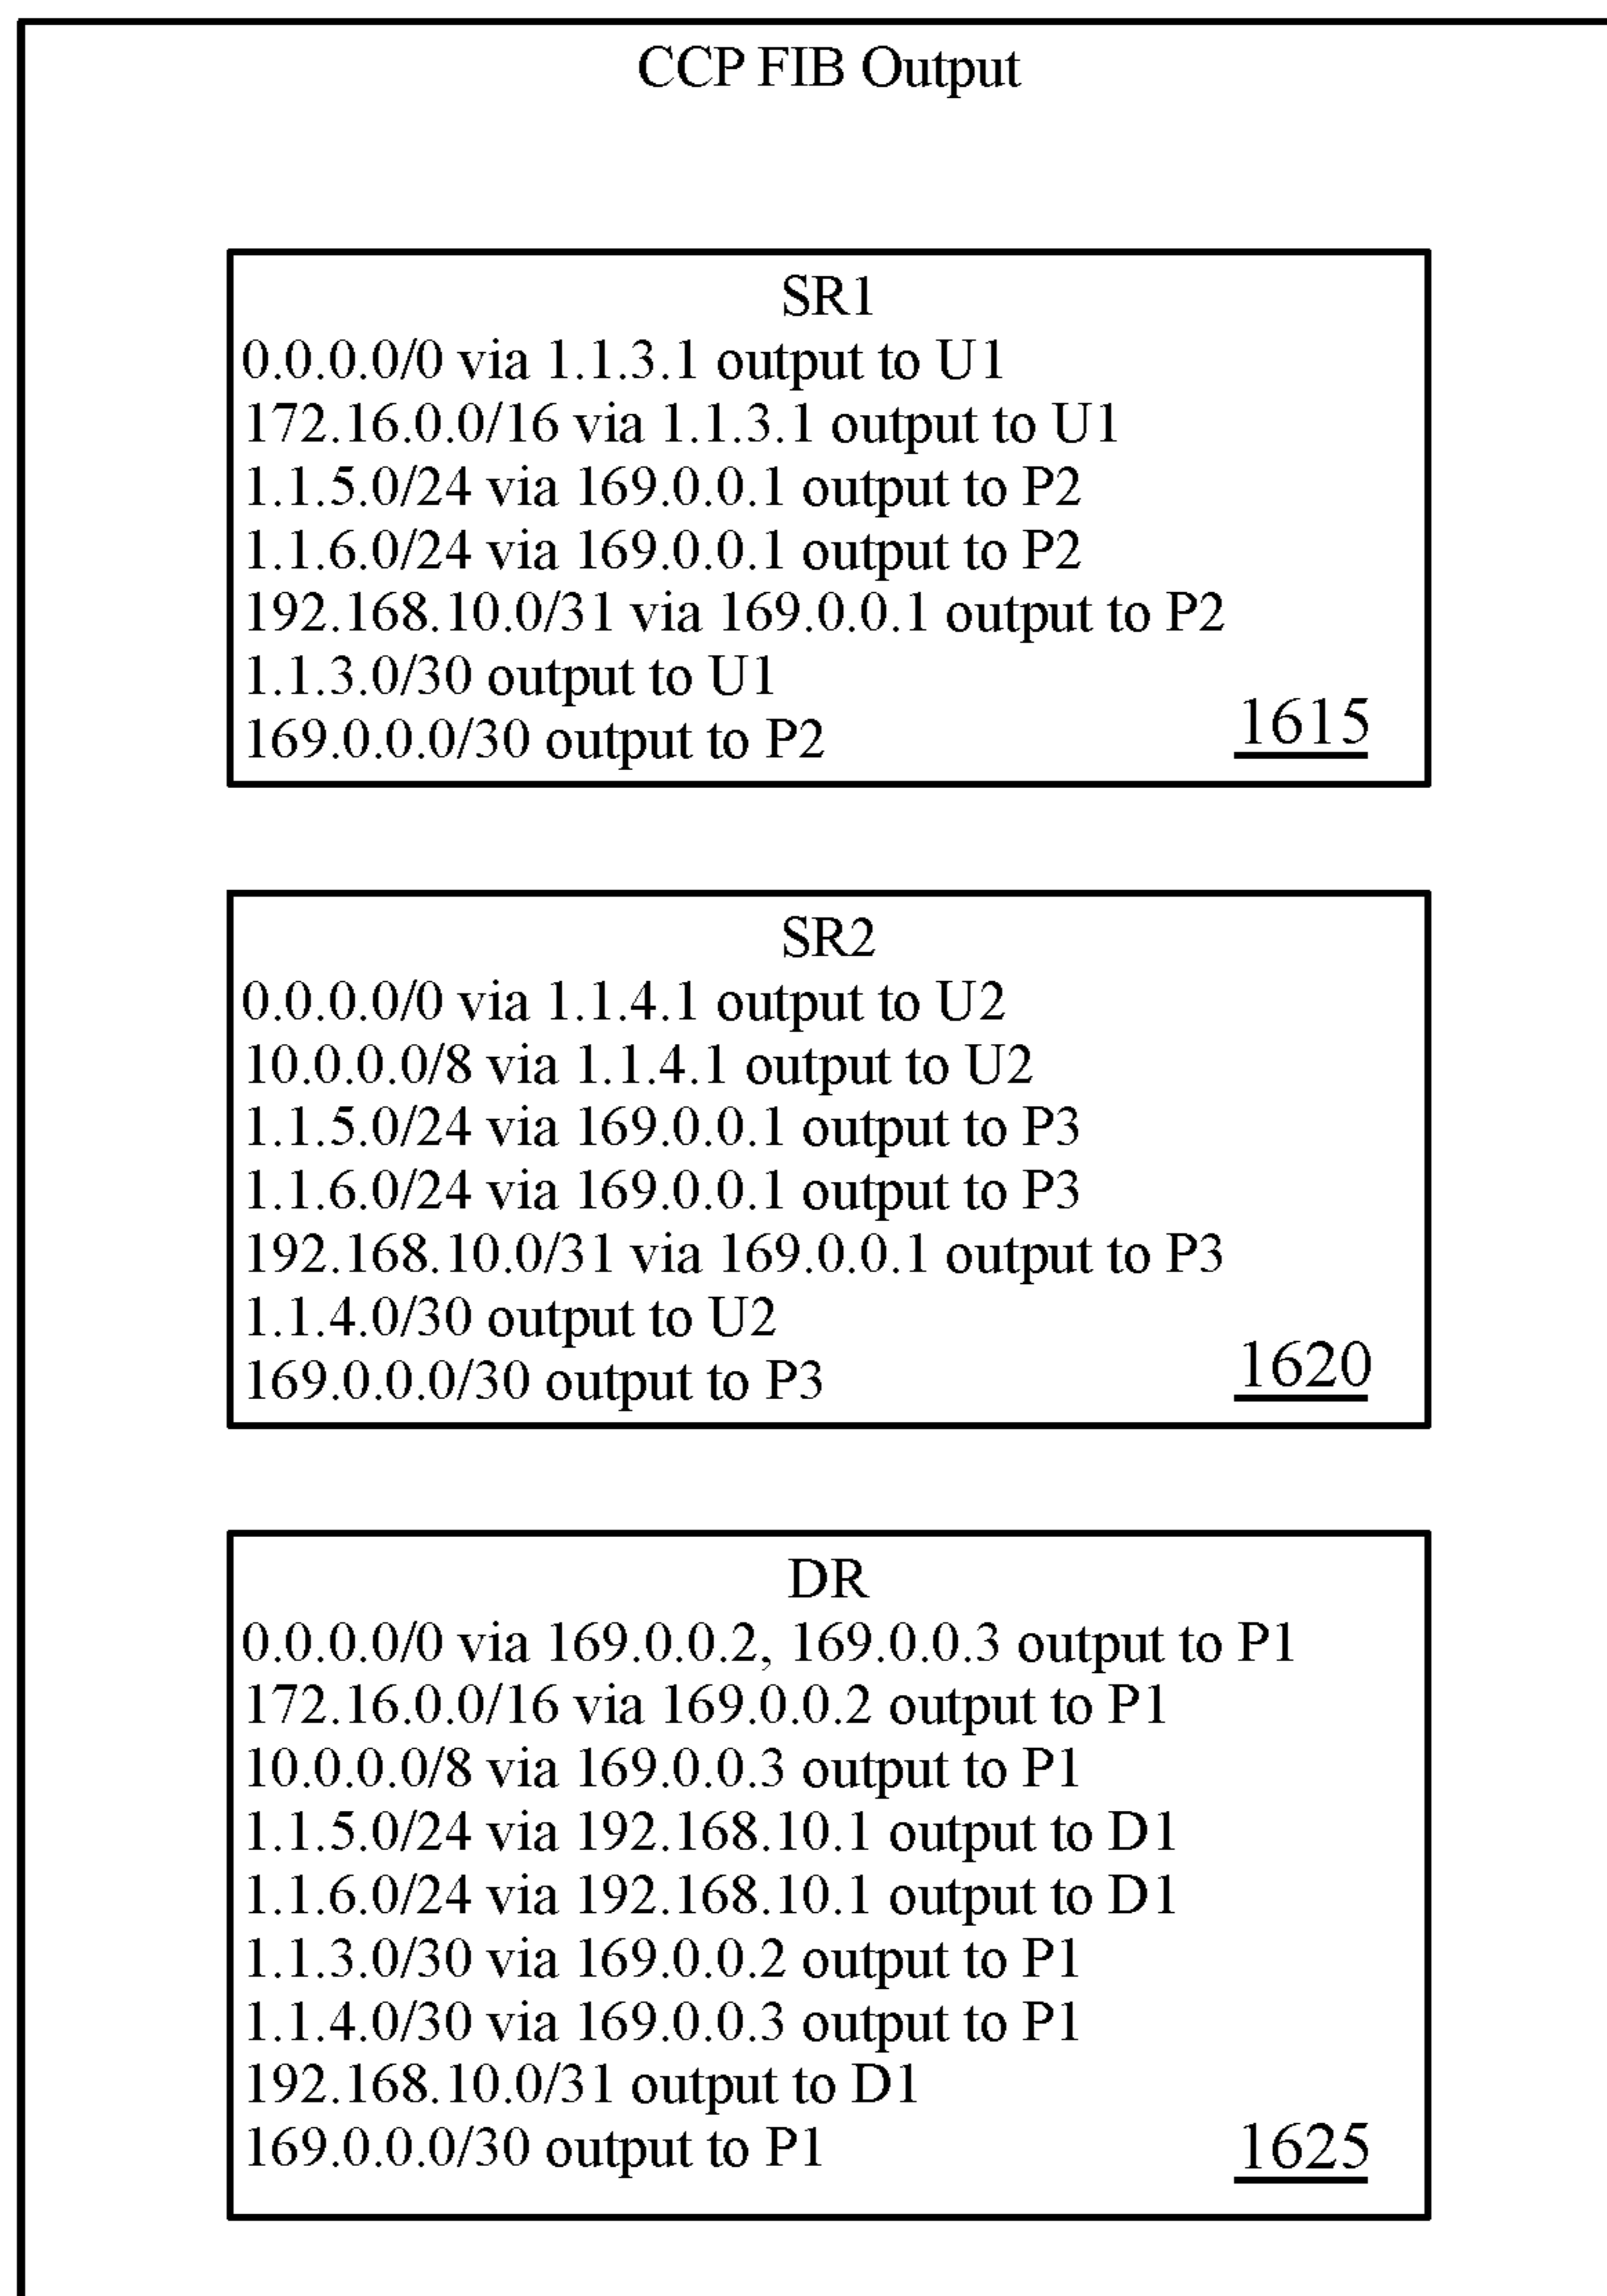 CCP FIB Output
SR1
0.0.0.0/0 via 1.1.3.1 output to U1
172.16.0.0/16 via 1.1.3.1 output to U1
1.1.5.0/24 via 169.0.0.1 output to P2
1.1.6.0/24 via 169.0.0.1 output to P2
192.168.10.0/31 via 169.0.0.1 output to P2
1.1.3.0/30 output to U1
169.0.0.0/30 output to P2
1615
SR2
0.0.0.0/0 via 1.1.4.1 output to U2
10.0.0.0/8 via 1.1.4.1 output to U2
1.1.5.0/24 via 169.0.0.1 output to P3
1.1.6.0/24 via 169.0.0.1 output to P3
192.168.10.0/31 via 169.0.0.1 output to P3
1.1.4.0/30 output to U2
169.0.0.0/30 output to P3
1620
DR
0.0.0.0/0 via 169.0.0.2, 169.0.0.3 output to P1
172.16.0.0/16 via 169.0.0.2 output to P1
10.0.0.0/8 via 169.0.0.3 output to P1
1.1.5.0/24 via 192.168.10.1 output to D1
1.1.6.0/24 via 192.168.10.1 output to D1
1.1.3.0/30 via 169.0.0.2 output to P1
1.1.4.0/30 via 169.0.0.3 output to P1
192.168.10.0/31 output to D1
169.0.0.0/30 output to P1
1625